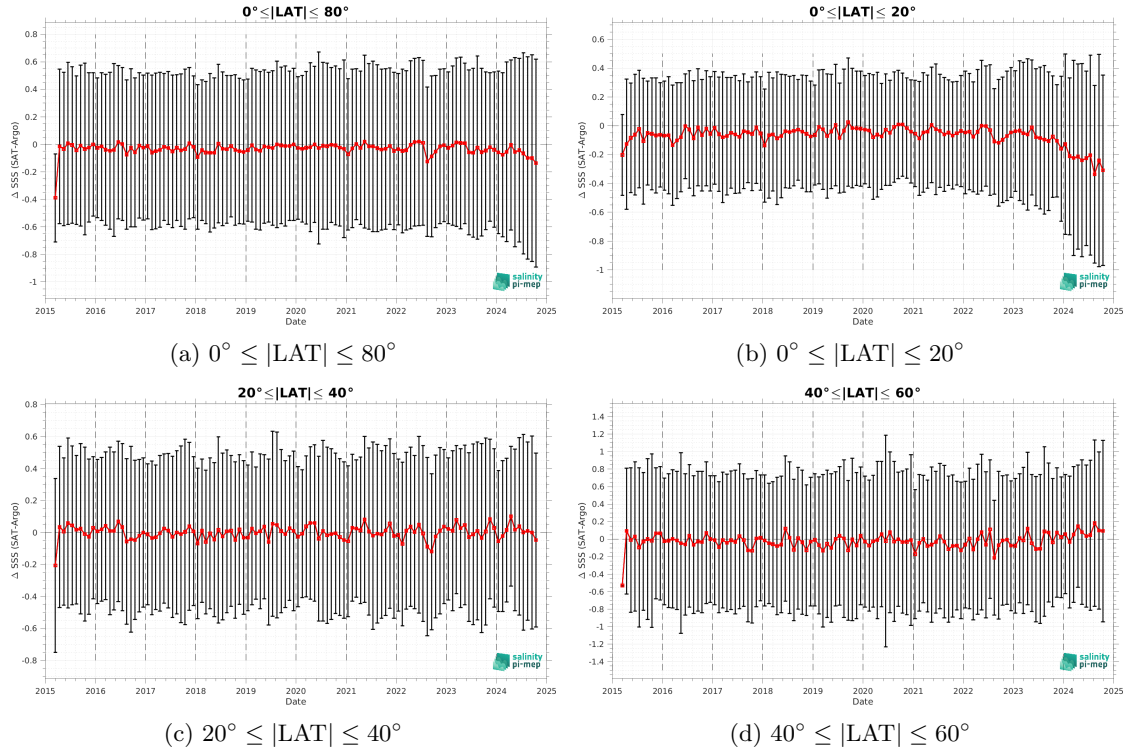 0°≤|LAT|≤ 80°
Δ SSS (SAT-Argo)
0.8
0.6
0.4
0.2
0
-0.2
-0.4
-0.6
-0.8
-1
2015 2016 2017 2018 2019 2020 2021 2022 2023 2024 2025
Date
salinity
pi-mep
(a) 0° ≤ |LAT| ≤ 80°
0°≤|LAT|≤ 20°
Δ SSS (SAT-Argo)
0.6
0.4
0.2
0
-0.2
-0.4
-0.6
-0.8
-1
2015 2016 2017 2018 2019 2020 2021 2022 2023 2024 2025
Date
salinity
pi-mep
(b) 0° ≤ |LAT| ≤ 20°
20°≤|LAT|≤ 40°
Δ SSS (SAT-Argo)
0.8
0.6
0.4
0.2
0
-0.2
-0.4
-0.6
-0.8
2015 2016 2017 2018 2019 2020 2021 2022 2023 2024 2025
Date
salinity
pi-mep
(c) 20° ≤ |LAT| ≤ 40°
40°≤|LAT|≤ 60°
Δ SSS (SAT-Argo)
1.4
1.2
1
0.8
0.6
0.4
0.2
0
-0.2
-0.4
-0.6
-0.8
-1
-1.2
-1.4
2015 2016 2017 2018 2019 2020 2021 2022 2023 2024 2025
Date
salinity
pi-mep
(d) 40° ≤ |LAT| ≤ 60°